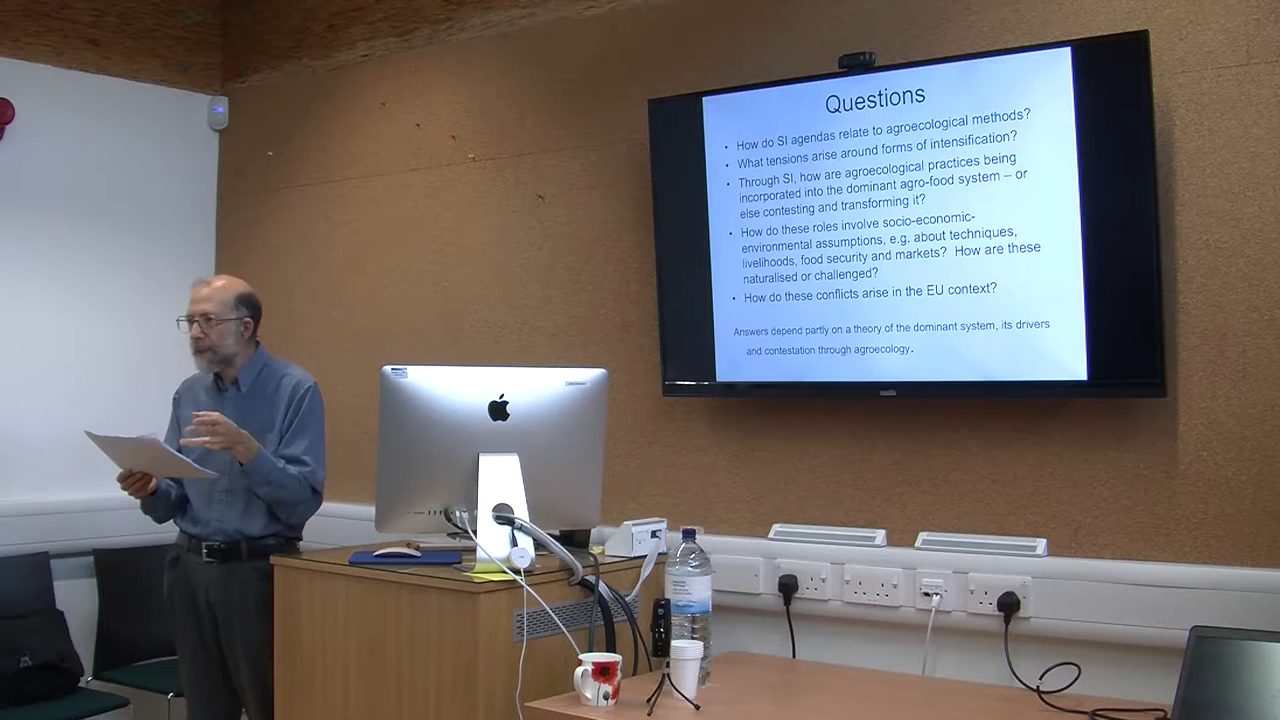 Questions
• How do SI agendas relate to agroecological methods?
• What tensions arise around forms of intensification?
• Through SI, how are agroecological practices being
incorporated into the dominant agro-food system – or
else contesting and transforming it?
• How do these roles involve socio-economic-
environmental assumptions, e.g. about techniques,
livelihoods, food security and markets? How are these
naturalised or challenged?
• How do these conflicts arise in the EU context?
Answers depend partly on a theory of the dominant system, its drivers
and contestation through agroecology.